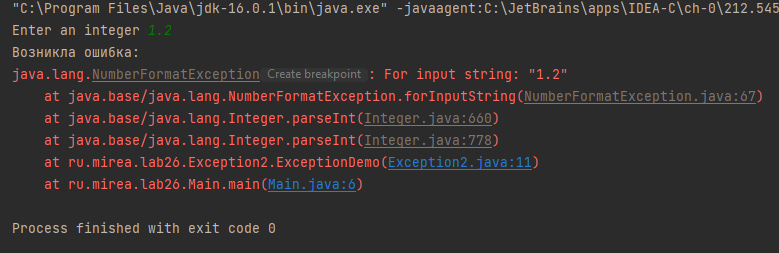 "C:\Program Files\Java\jdk-16.0.1\bin\java.exe" -javaagent:C:\JetBrains\apps\IDEA-C\ch-0\212.545
Enter an integer 1.2
Возникла ошибка:
java.lang.NumberFormatException Create breakpoint : For input string: "1.2"
at java.base/java.lang.NumberFormatException.forInputString(NumberFormatException.java:67)
at java.base/java.lang.Integer.parseInt(Integer.java:660)
at java.base/java.lang.Integer.parseInt(Integer.java:778)
at ru.mirea.lab26.Exception2.ExceptionDemo(Exception2.java:11)
at ru.mirea.lab26.Main.main(Main.java:6)
Process finished with exit code 0